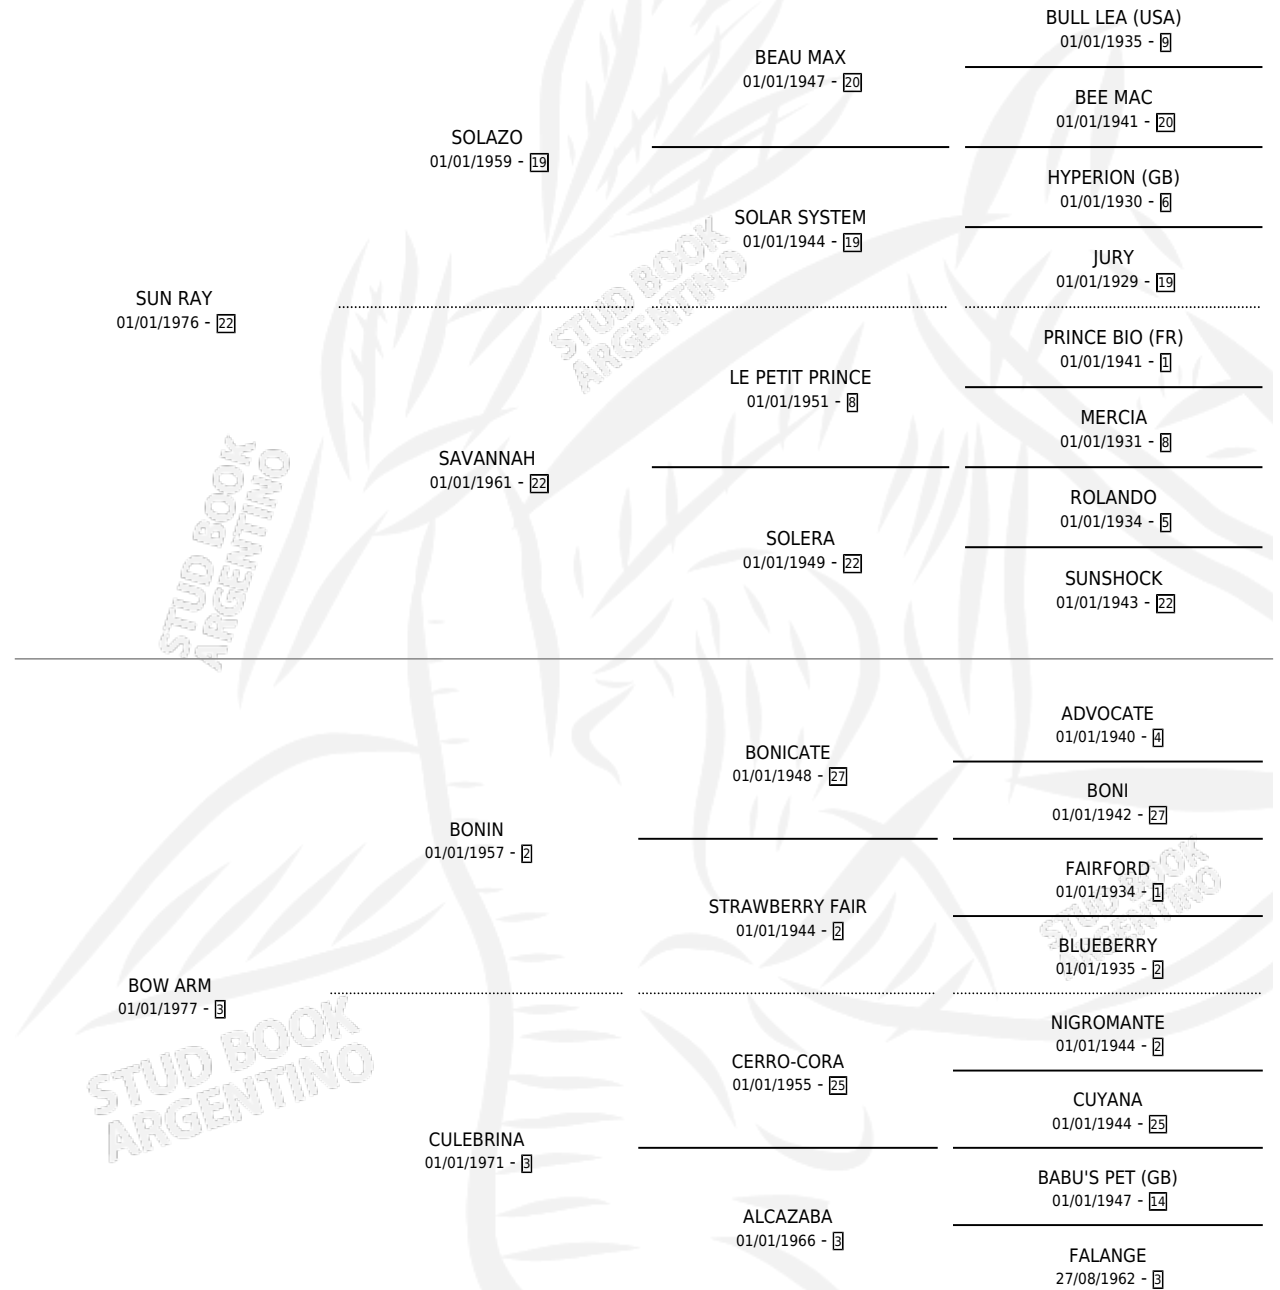 BULL LEA (USA)
01/01/1935 - 9
BEAU MAX
01/01/1947 - 20
BEE MAC
01/01/1941 - 20
SOLAZO
01/01/1959 - 19
HYPERION (GB)
01/01/1930 - 6
SOLAR SYSTEM
01/01/1944 - 19
JURY
01/01/1929 - 19
SUN RAY
01/01/1976 - 22
STUD BOOK
ARGENTINO
PRINCE BIO (FR)
01/01/1941 - 1
LE PETIT PRINCE
01/01/1951 - 8
MERCIA
01/01/1931 - 8
SAVANNAH
01/01/1961 - 22
ROLANDO
01/01/1934 - 5
SOLERA
01/01/1949 - 22
SUNSHOCK
01/01/1943 - 22
STUD BOOK
ARGENTINO
ADVOCATE
01/01/1940 - 4
BONICATE
01/01/1948 - 27
BONI
01/01/1942 - 27
BONIN
01/01/1957 - 2
FAIRFORD
01/01/1934 - 1
STRAWBERRY FAIR
01/01/1944 - 2
BLUEBERRY
01/01/1935 - 2
STUD BOOK
ARGENTINO
BOW ARM
01/01/1977 - 3
NIGROMANTE
01/01/1944 - 2
CERRO-CORA
01/01/1955 - 25
CUYANA
01/01/1944 - 25
STUD BOOK
ARGENTINO
CULEBRINA
01/01/1971 - 3
BABU'S PET (GB)
01/01/1947 - 14
ALCAZABA
01/01/1966 - 3
FALANGE
27/08/1962 - 3